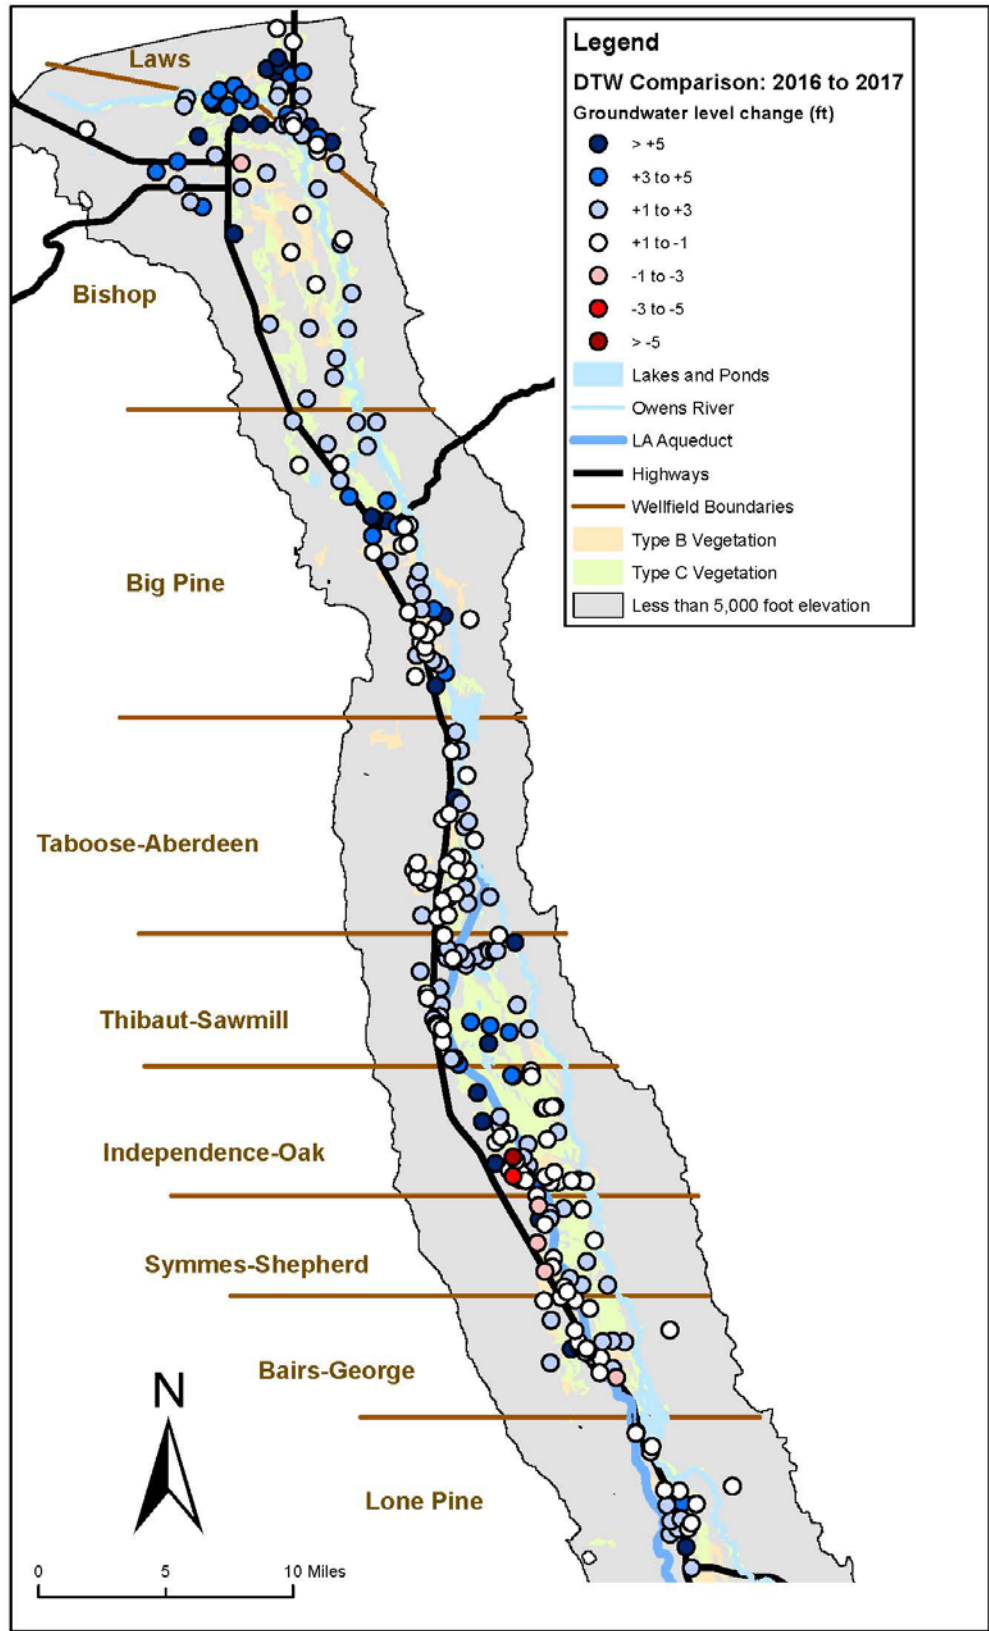 Legend
DTW Comparison: 2016 to 2017
Groundwater level change (ft)
> +5
+3 to +5
+1 to +3
+1 to -1
-1 to -3
-3 to -5
> -5
Lakes and Ponds
Owens River
LA Aqueduct
Highways
Wellfield Boundaries
Type B Vegetation
Type C Vegetation
Less than 5,000 foot elevation
Laws
Bishop
Big Pine
Taboose-Aberdeen
Thibaut-Sawmill
Independence-Oak
Symmes-Shepherd
Bairs-George
Lone Pine
N
0 5 10 Miles